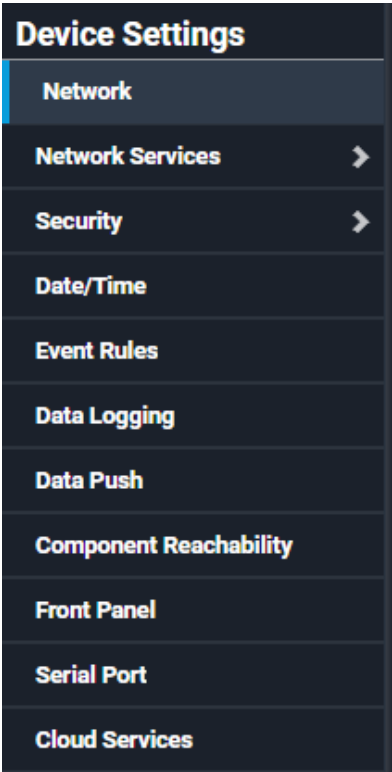 Device Settings
Network
Network Services
Security
Date/Time
Event Rules
Data Logging
Data Push
Component Reachability
Front Panel
Serial Port
Cloud Services